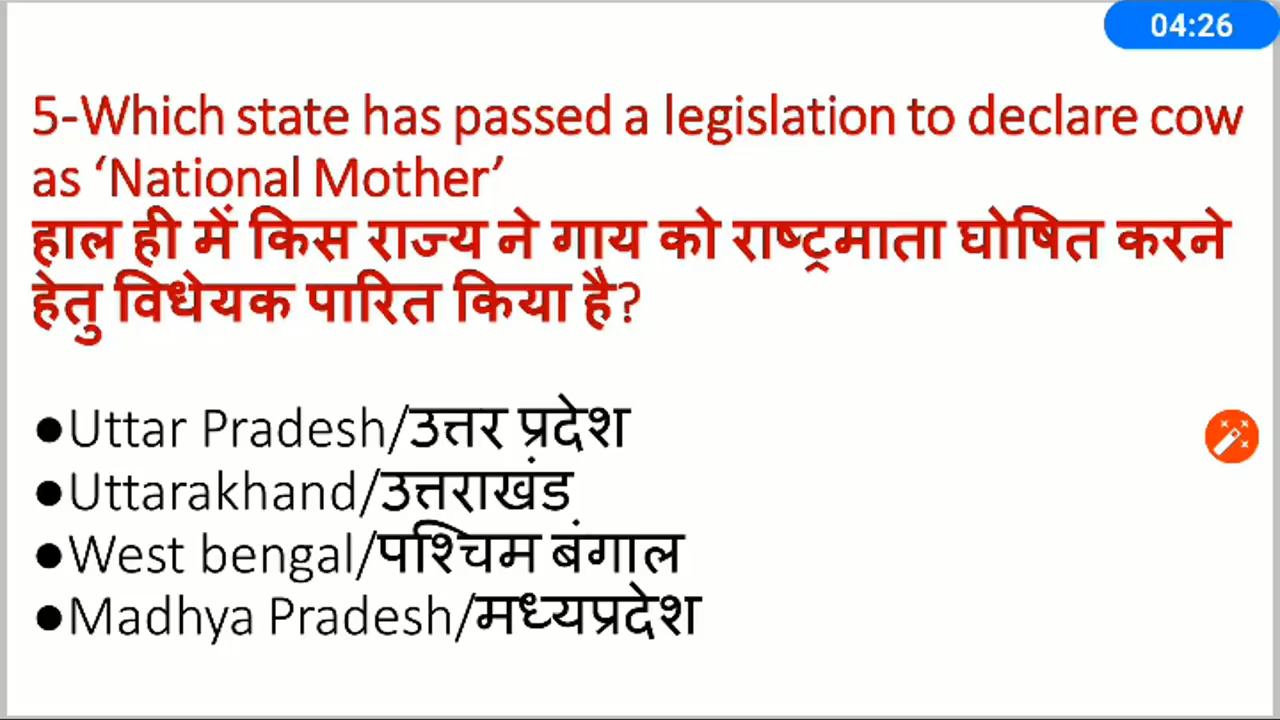 04:26
5-Which state has passed a legislation to declare cow
as ‘National Mother’
हाल ही में किस राज्य ने गाय को राष्ट्रमाता घोषित करने
हेतु विधेयक पारित किया है?
●Uttar Pradesh/उत्तर प्रदेश
●Uttarakhand/उत्तराखंड
●West bengal/पश्चिम बंगाल
●Madhya Pradesh/मध्यप्रदेश